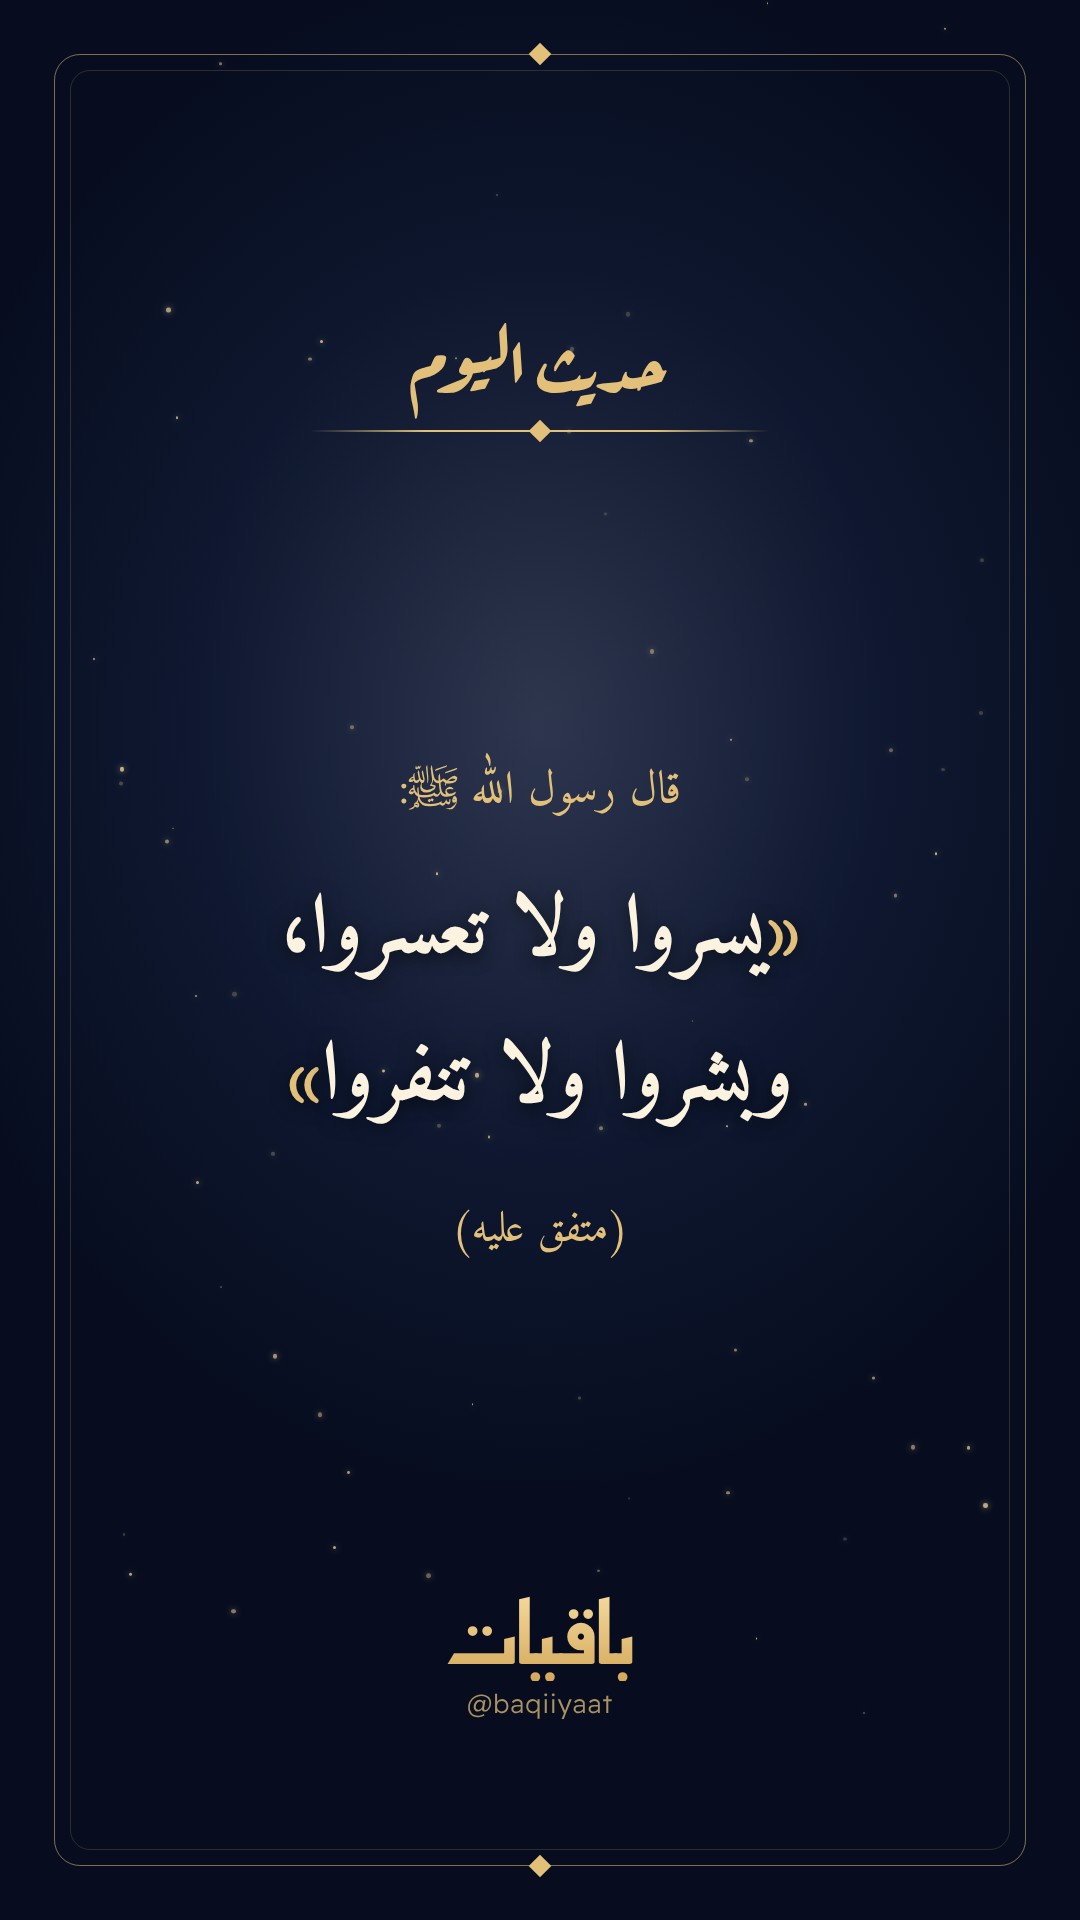 حديث اليوم
قال رسول الله ﷺ:
«يسروا ولا تعسروا،
وبشروا ولا تنفروا»
(متفق عليه)
باقيات
@baqiiyaat